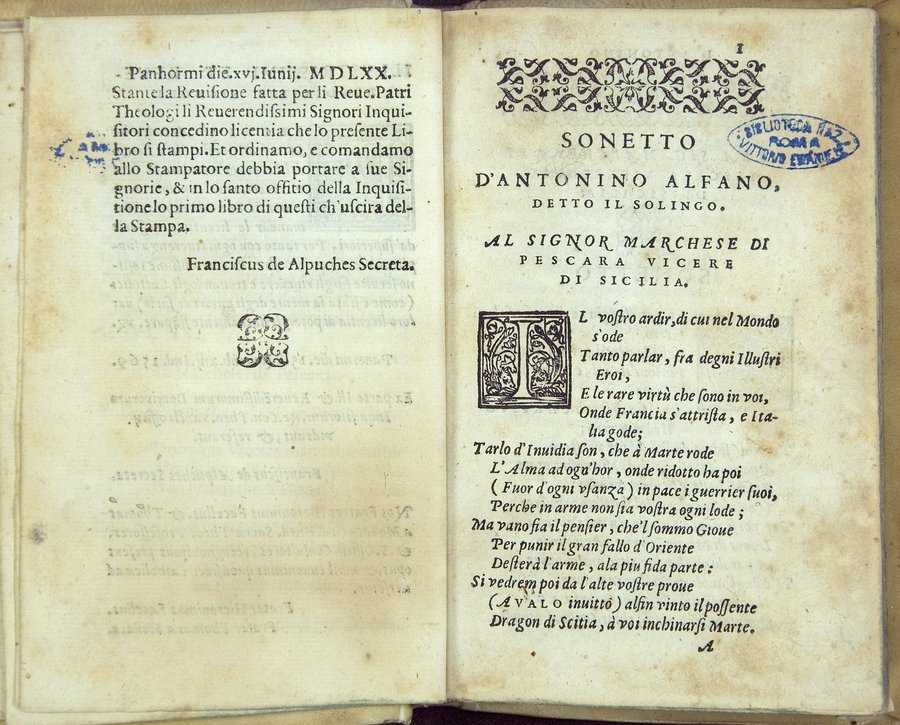 Panhormi die.xvj.Iunij. MDLXX.
Stante la Reuisione fatta per li Reue.Patri
Theologi li Reuerendissimi Signori Inqui-
sitori concedino licentia che lo presente Li-
bro si stampi.Et ordinamo, e comandamo
allo Stampatore debbia portare a sue Si-
gnorie, & in lo santo offitio della Inquisi-
tione lo primo libro di questi ch'uscira del-
la Stampa.
Franciscus de Alpuches Secreta.
1
SONETTO
D'ANTONINO ALFANO,
DETTO IL SOLINGO.
AL SIGNOR MARCHESE DI
PESCARA VICERE
DI SICILIA.
BIBLIOTECA NAZ.
ROMA
VITTORIO EMANUELE
IL vostro ardir, di cui nel Mondo
s'ode
Tanto parlar, fra degni Illustri
Eroi,
E le rare virtù che sono in voi,
Onde Francia s'attrista, e Ita-
lia gode;
Tarlo d'Inuidia son, che à Marte rode
L'Alma ad ogn'hor, onde ridotto ha poi
(Fuor d'ogni vsanza) in pace i guerrier suoi,
Perche in arme non sia vostra ogni lode;
Ma vano fia il pensier, che'l sommo Gioue
Per punir il gran fallo d'Oriente
Desterà l'arme, a la piu fida parte:
Si vedrem poi da l'alte vostre proue
(AVALO inuitto) alfin vinto il possente
Dragon di Scitia, à voi inchinarsi Marte.
A